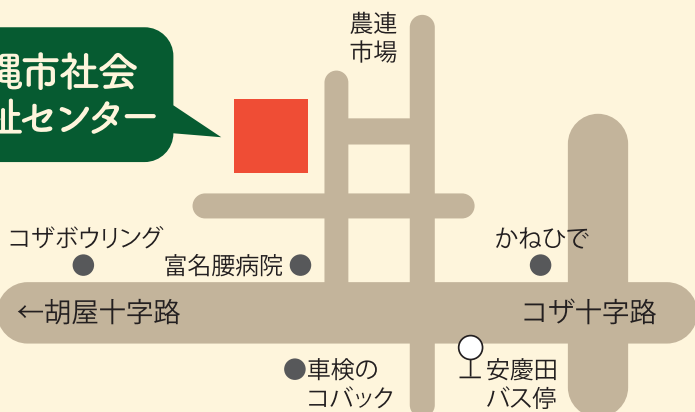 農連
市場
縄市社会
祉センター
コザボウリング
富名腰病院
かねひで
←胡屋十字路
コザ十字路
車検の
コバック
安慶田
バス停